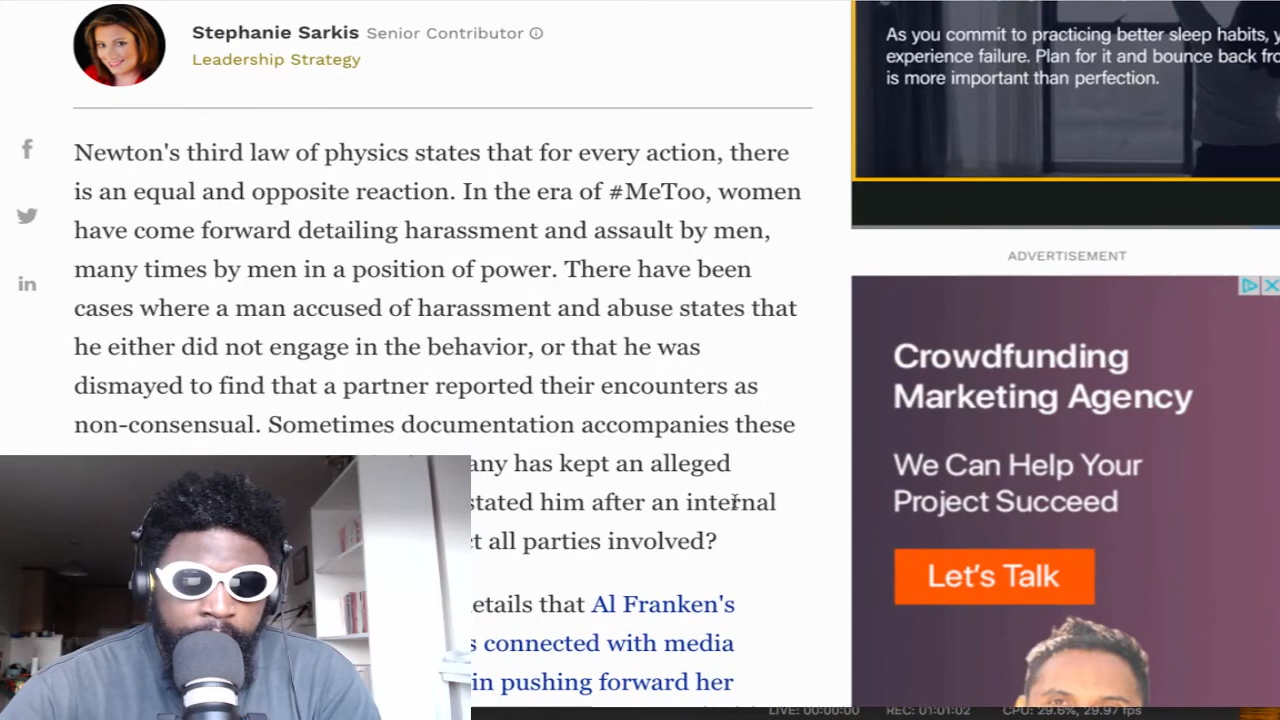 Stephanie Sarkis Senior Contributor
Leadership Strategy
Newton's third law of physics states that for every action, there
is an equal and opposite reaction. In the era of #MeToo, women
have come forward detailing harassment and assault by men,
many times by men in a position of power. There have been
cases where a man accused of harassment and abuse states that
he either did not engage in the behavior, or that he was
dismayed to find that a partner reported their encounters as
non-consensual. Sometimes documentation accompanies these
any has kept an alleged
stated him after an internal
t all parties involved?
etails that Al Franken's
s connected with media
in pushing forward her
As you commit to practicing better sleep habits, y
experience failure. Plan for it and bounce back fro
is more important than perfection.
ADVERTISEMENT
Crowdfunding
Marketing Agency
We Can Help Your
Project Succeed
Let's Talk
LIVE: 00:00:00 REC: 01:01:02 CPU: 29.6%, 29.97 fps